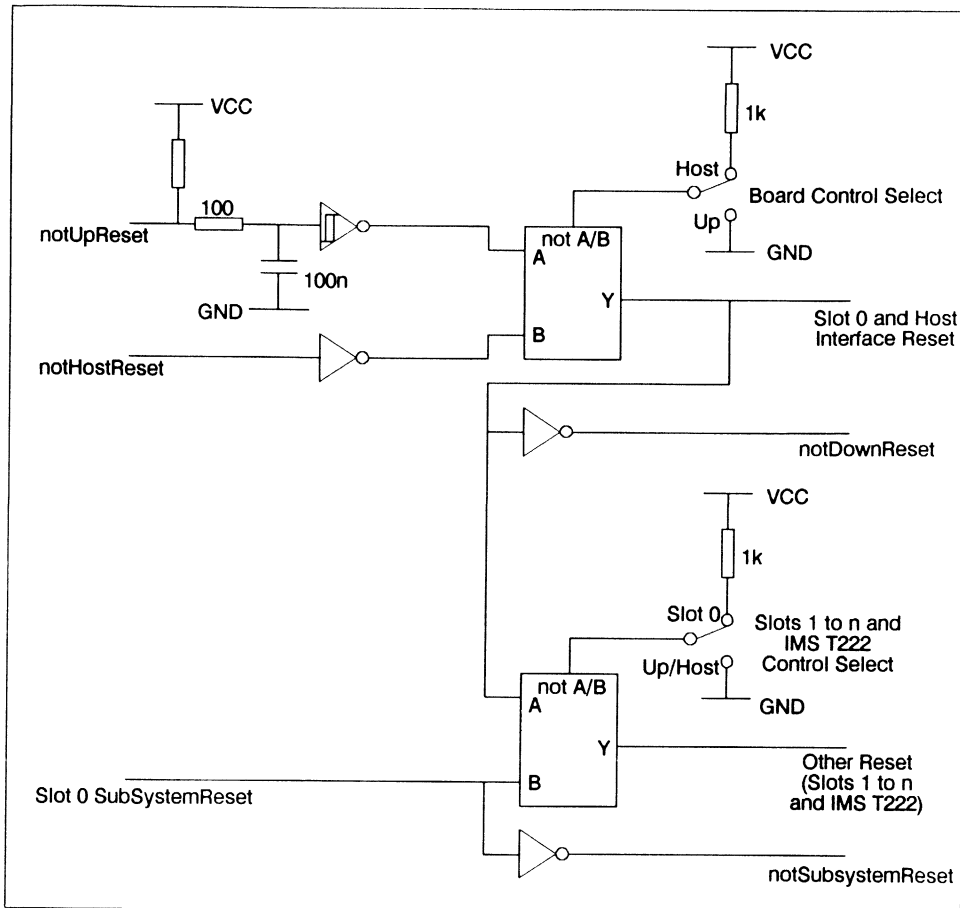 VCC
1k
Host
Board Control Select
Up
GND
VCC
100
notUpReset
100n
GND
not A/B
A
Y
B
Slot 0 and Host
Interface Reset
notHostReset
notDownReset
VCC
1k
Slot 0
Slots 1 to n and
IMS T222
Control Select
Up/Host
GND
not A/B
A
Y
B
Other Reset
(Slots 1 to n
and IMS T222)
Slot 0 SubSystemReset
notSubsystemReset